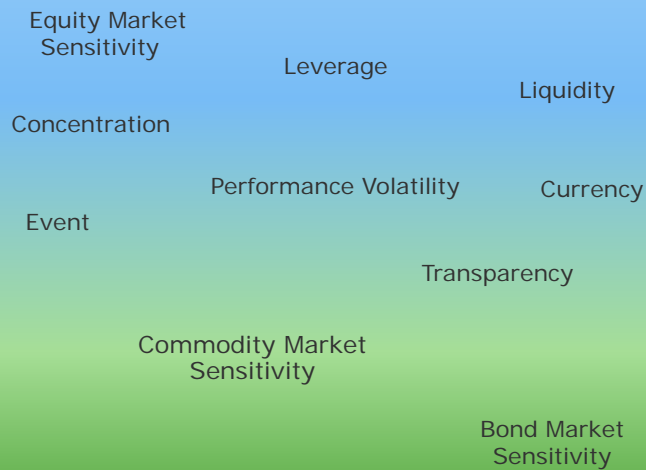 Equity Market
Sensitivity
Leverage
Liquidity
Concentration
Performance Volatility
Currency
Event
Transparency
Commodity Market
Sensitivity
Bond Market
Sensitivity